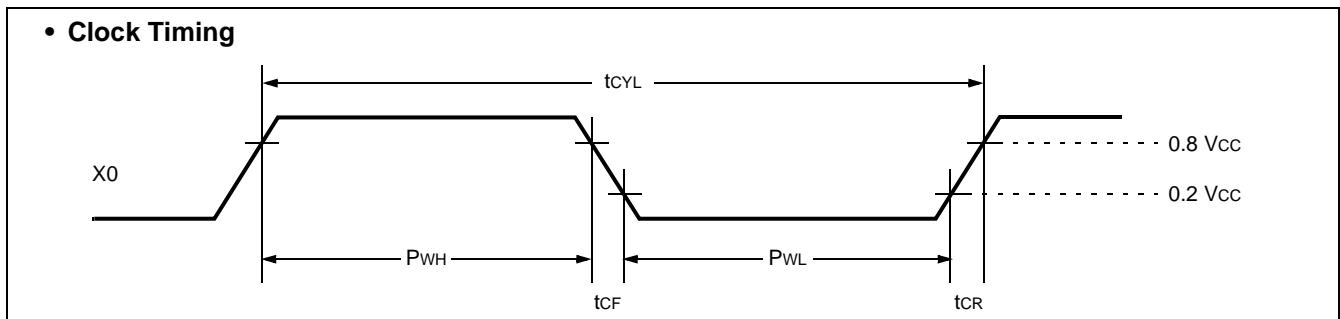 • Clock Timing
tCYL
0.8 VCC
X0
0.2 VCC
PWH
PWL
tCF
tCR